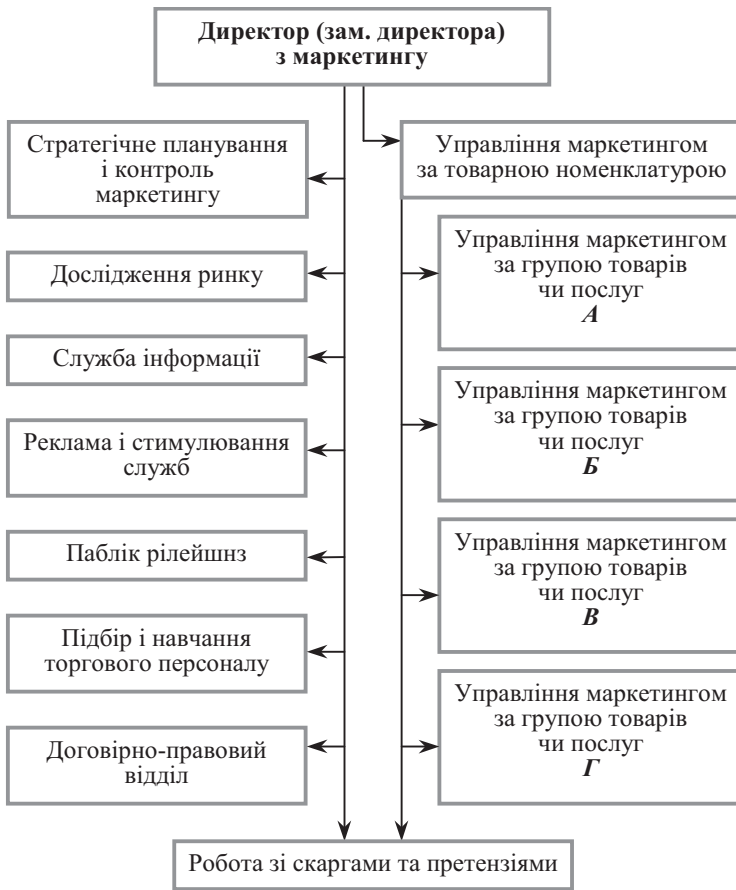 Директор (зам. директора)
з маркетингу
Стратегічне планування
і контроль
маркетингу
Дослідження ринку
Служба інформації
Реклама і стимулювання
служб
Паблік рілейшнз
Підбір і навчання
торгового персоналу
Договірно-правовий
відділ
Управління маркетингом
за товарною номенклатурою
Управління маркетингом
за групою товарів
чи послуг
А
Управління маркетингом
за групою товарів
чи послуг
Б
Управління маркетингом
за групою товарів
чи послуг
В
Управління маркетингом
за групою товарів
чи послуг
Г
Робота зі скаргами та претензіями